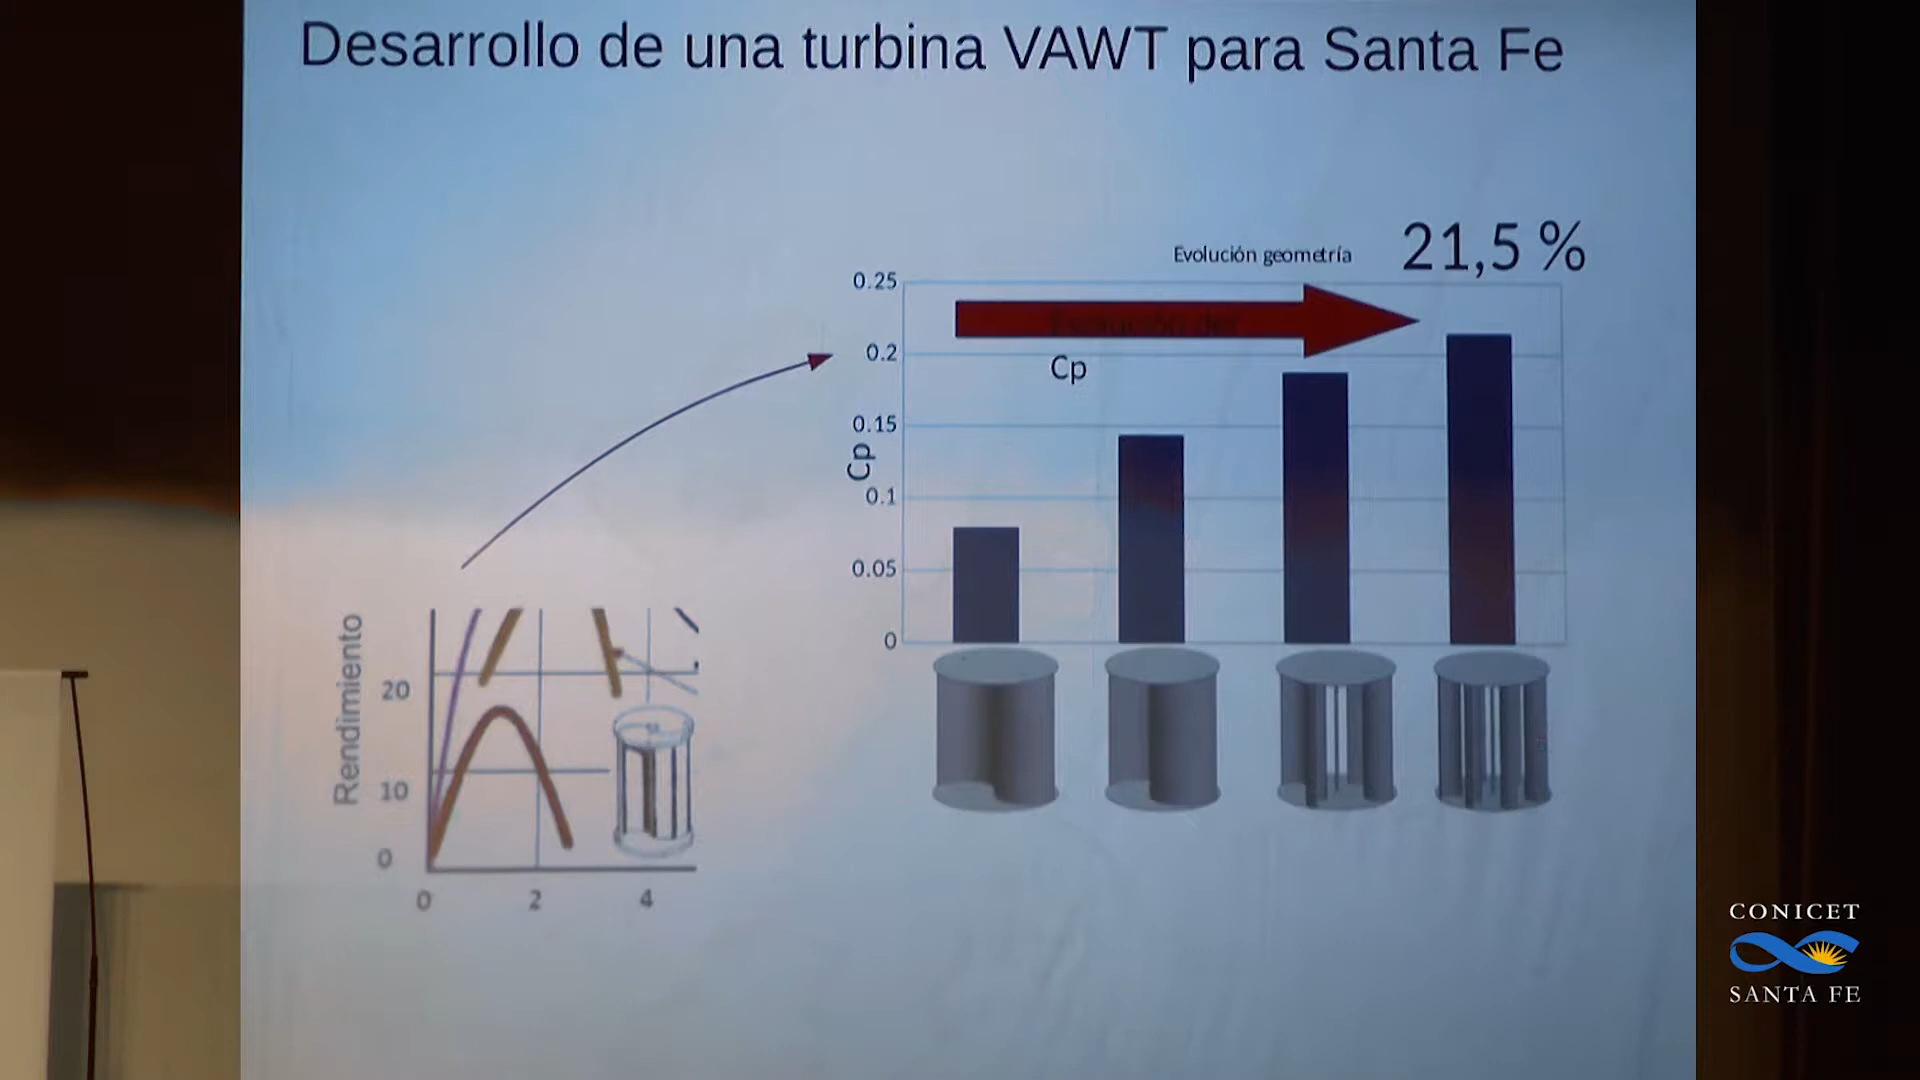 Desarrollo de una turbina VAWT para Santa Fe
Evolución geometría
21,5 %
0.25
0.2
0.15
0.1
0.05
0
Cp
Cp
Rendimiento
20
10
0
0 2 4
CONICET
SANTA FE